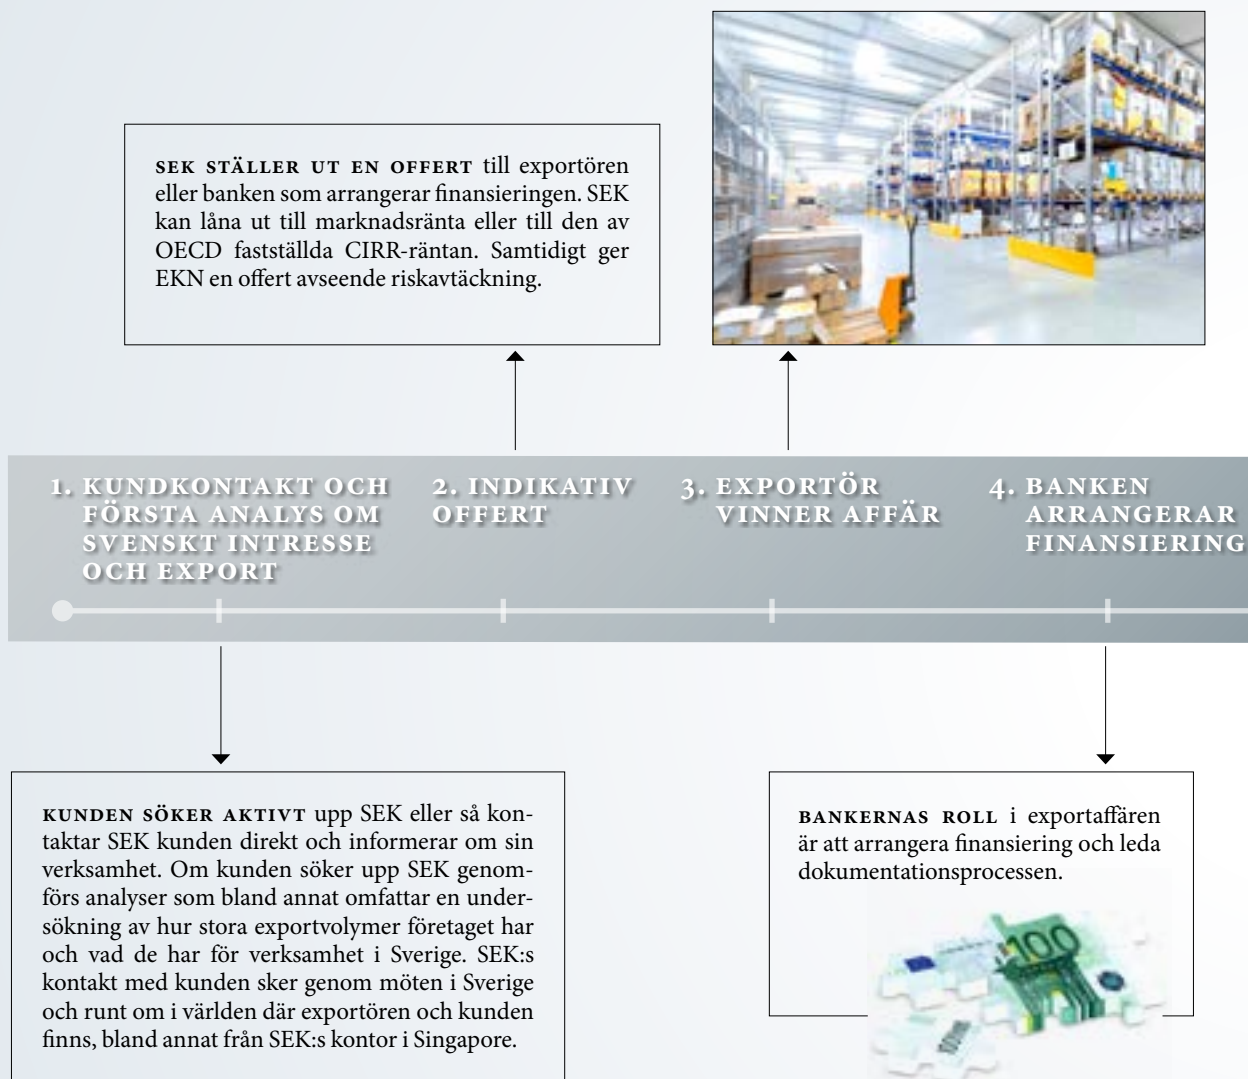 SEK STÄLLER UT EN OFFERT till exportören
eller banken som arrangerar finansieringen. SEK
kan låna ut till marknadsränta eller till den av
OECD fastställda CIRR-räntan. Samtidigt ger
EKN en offert avseende riskavtäckning.
1. KUNDKONTAKT OCH
FÖRSTA ANALYS OM
SVENSKT INTRESSE
OCH EXPORT
2. INDIKATIV
OFFERT
3. EXPORTÖR
VINNER AFFÄR
4. BANKEN
ARRANGERAR
FINANSIERING
KUNDEN SÖKER AKTIVT upp SEK eller så kon-
taktar SEK kunden direkt och informerar om sin
verksamhet. Om kunden söker upp SEK genom-
förs analyser som bland annat omfattar en under-
sökning av hur stora exportvolymer företaget har
och vad de har för verksamhet i Sverige. SEK:s
kontakt med kunden sker genom möten i Sverige
och runt om i världen där exportören och kunden
finns, bland annat från SEK:s kontor i Singapore.
BANKERNAS ROLL i exportaffären
är att arrangera finansiering och leda
dokumentationsprocessen.
100